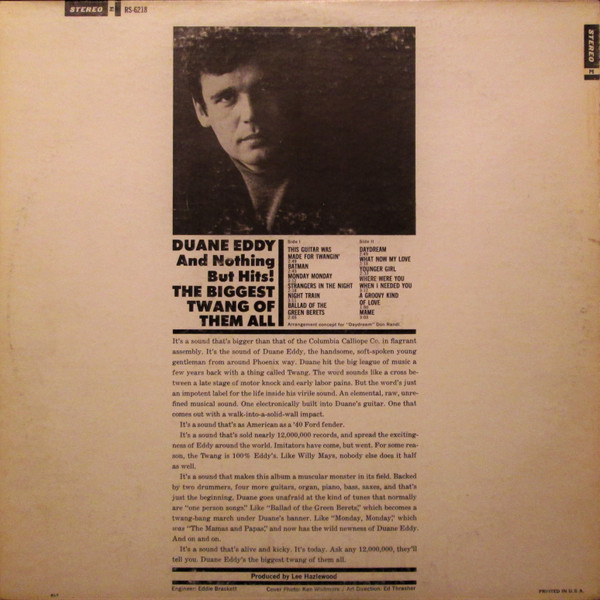 STEREO RS-6218
STEREO
DUANE EDDY
And Nothing
But Hits!
THE BIGGEST
TWANG OF
THEM ALL
Side I
THIS GUITAR WAS
MADE FOR TWANGIN'
BATMAN
MONDAY MONDAY
STRANGERS IN THE NIGHT
NIGHT TRAIN
BALLAD OF THE
GREEN BERETS
Side II
DAYDREAM
WHAT NOW MY LOVE
YOUNGER GIRL
WHERE WERE YOU
WHEN I NEEDED YOU
A GROOVY KIND
OF LOVE
MAME
Arrangement concept for "Daydream" Don Randi
It's a sound that's bigger than that of the Columbia Calliope Co. in flagrant
assembly. It's the sound of Duane Eddy, the handsome, soft-spoken young
gentleman from around Phoenix way. Duane hit the big league of music a
few years back with a thing called Twang. The word sounds like a cross be-
tween a late stage of motor knock and early labor pains. But the word's just
an impotent label for the life inside his virile sound. An elemental, raw, unre-
fined musical sound. One electronically built into Duane's guitar. One that
comes out with a walk-into-a-solid-wall impact.
It's a sound that's as American as a '40 Ford fender.
It's a sound that's sold nearly 12,000,000 records, and spread the exciting-
ness of Eddy around the world. Imitators have come, but went. For some rea-
son, the Twang is 100% Eddy's. Like Willy Mays, nobody else does it half
as well.
It's a sound that makes this album a muscular monster in its field. Backed
by two drummers, four more guitars, organ, piano, bass, saxes, and that's
just the beginning, Duane goes unafraid at the kind of tunes that normally
are "one person songs." Like "Ballad of the Green Berets," which becomes a
twang-bang march under Duane's banner. Like "Monday, Monday," which
was "The Mamas and Papas," and now has the wild newness of Duane Eddy.
And on and on.
It's a sound that's alive and kicky. It's today. Ask any 12,000,000, they'll
tell you. Duane Eddy's the biggest twang of them all.
Produced by Lee Hazlewood
Engineer: Eddie Brackett Cover Photo: Ron / Art Direction: Ed Thrasher
PRINTED IN U.S.A.